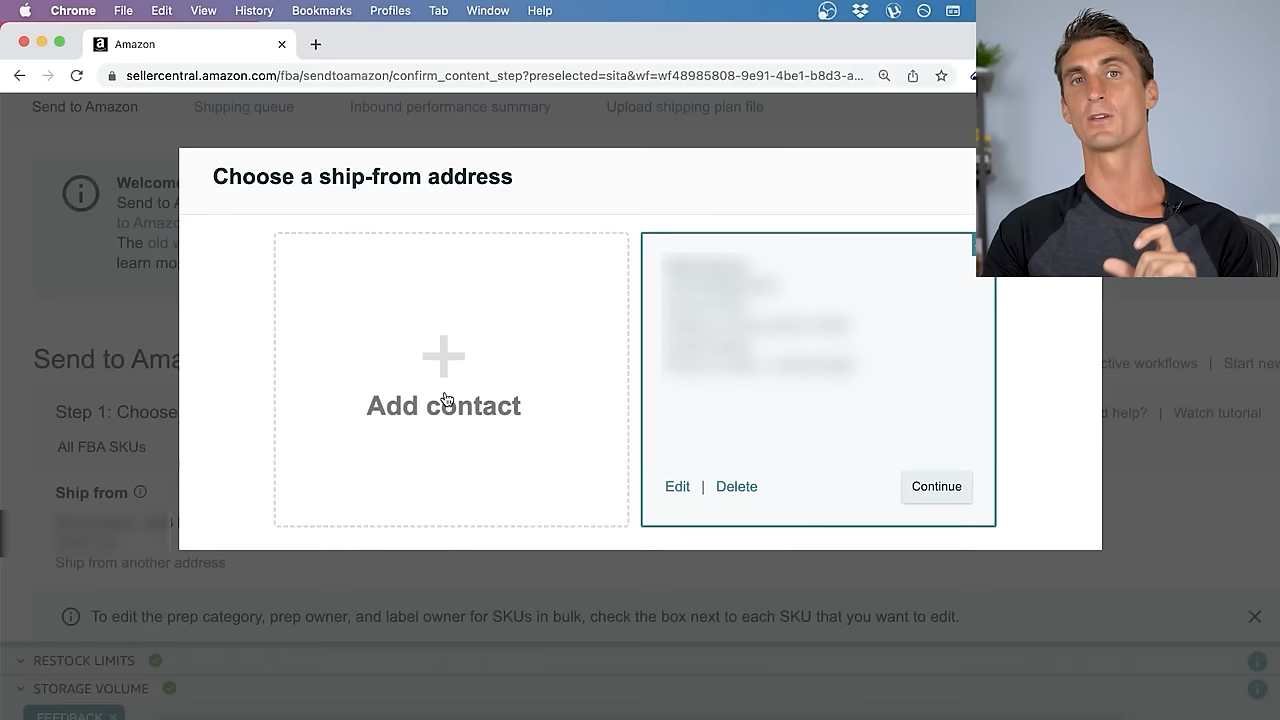 Chrome File Edit View History Bookmarks Profiles Tab Window Help
Amazon
sellercentral.amazon.com/fba/sendtoamazon/confirm_content_step?preselected=sita&wf=wf48985808-9e91-4be1-b8d3-a...
Send to Amazon Shipping queue Inbound performance summary Upload shipping plan file
Choose a ship-from address
Welcom
Send to A
to Amaz
The old w
learn mo
Add contact
Edit | Delete
Continue
Send to Ama
ctive workflows | Start new
Step 1: Choose
d help? | Watch tutorial
All FBA SKUs
Ship from
Ship from another address
To edit the prep category, prep owner, and label owner for SKUs in bulk, check the box next to each SKU that you want to edit.
RESTOCK LIMITS
STORAGE VOLUME
FEEDBACK